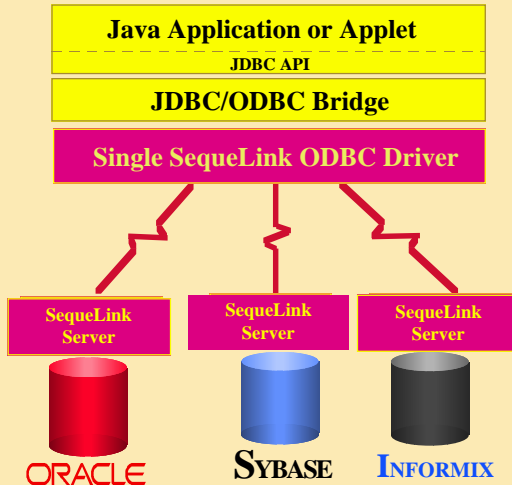 Java Application or Applet
JDBC API
JDBC/ODBC Bridge
Single SequeLink ODBC Driver
SequeLink
Server
SequeLink
Server
SequeLink
Server
ORACLE
SYBASE
INFORMIX